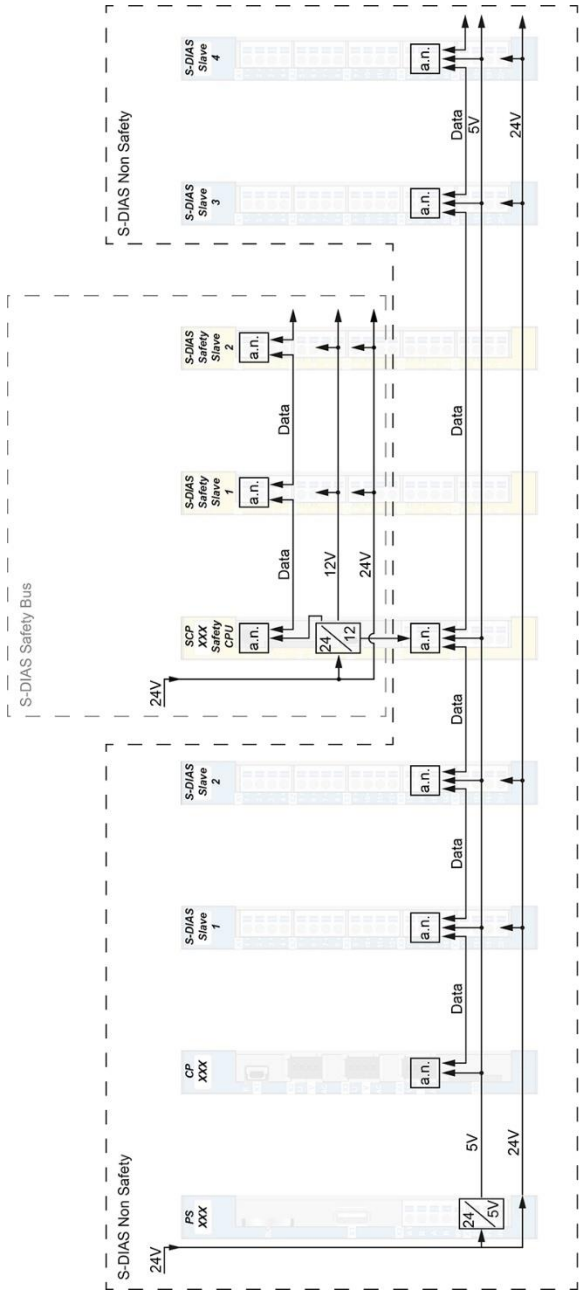 S-DIAS Safety Bus
S-DIAS Non Safety
S-DIAS Non Safety
24V
24V
PS
XXX
CP
XXX
S-DIAS
Slave
1
S-DIAS
Slave
2
SCP
XXX
Safety
CPU
S-DIAS
Safety
Slave
1
S-DIAS
Safety
Slave
2
S-DIAS
Slave
3
S-DIAS
Slave
4
a.n.
a.n.
a.n.
Data
Data
24
12
12V
24V
a.n.
a.n.
a.n.
a.n.
a.n.
a.n.
Data
Data
Data
Data
Data
24
5V
5V
5V
24V
24V